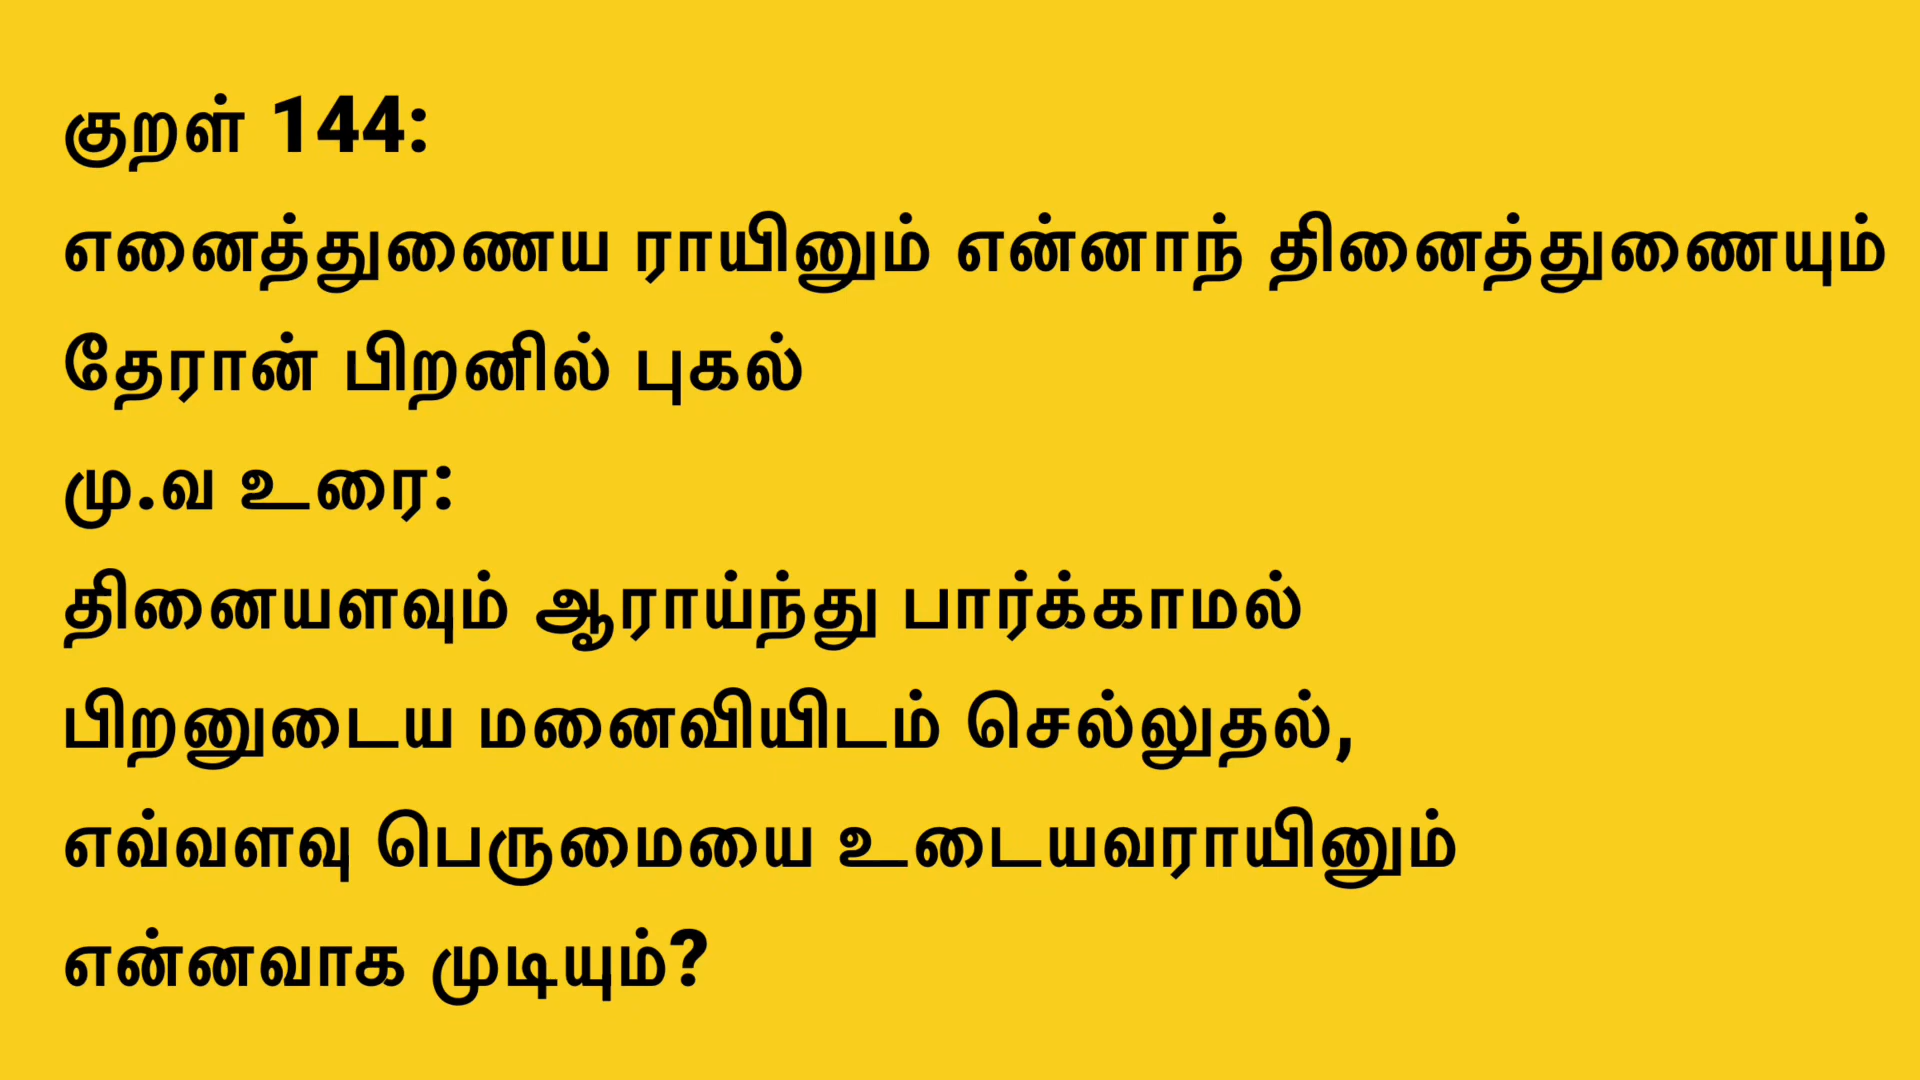 குறள் 144:
எனைத்துணைய ராயினும் என்னாந் தினைத்துணையும்
தேரான் பிறனில் புகல்
மு.வ உரை:
தினையளவும் ஆராய்ந்து பார்க்காமல்
பிறனுடைய மனைவியிடம் செல்லுதல்,
எவ்வளவு பெருமையை உடையவராயினும்
என்னவாக முடியும்?